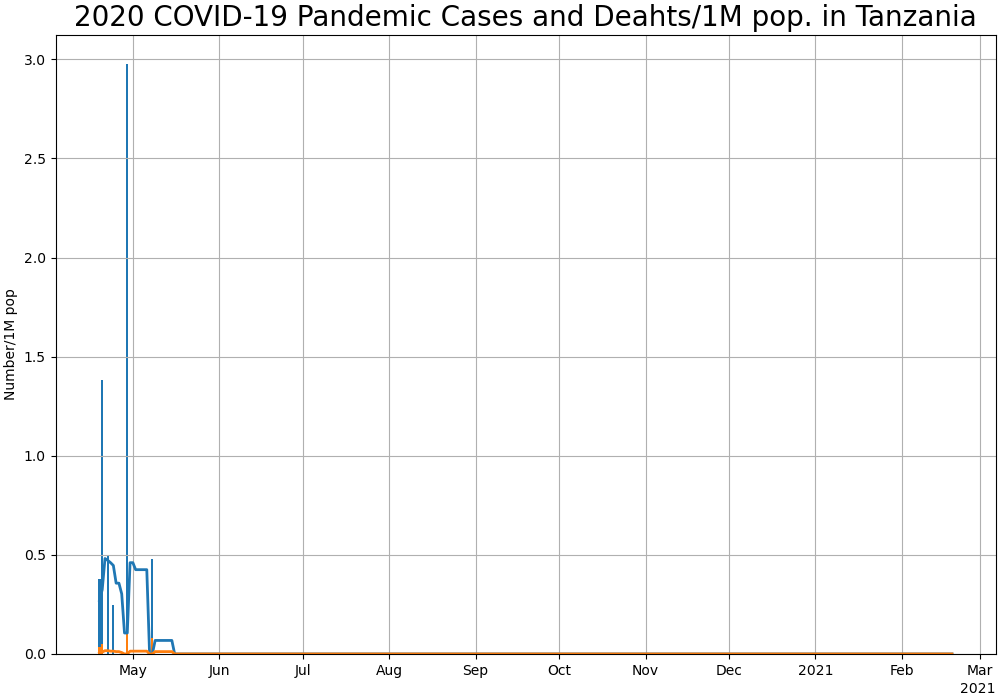 2020 COVID-19 Pandemic Cases and Deahts/1M pop. in Tanzania
Number/1M pop
3.0
2.5
2.0
1.5
1.0
0.5
0.0
May Jun Jul Aug Sep Oct Nov Dec 2021 Feb Mar
2021